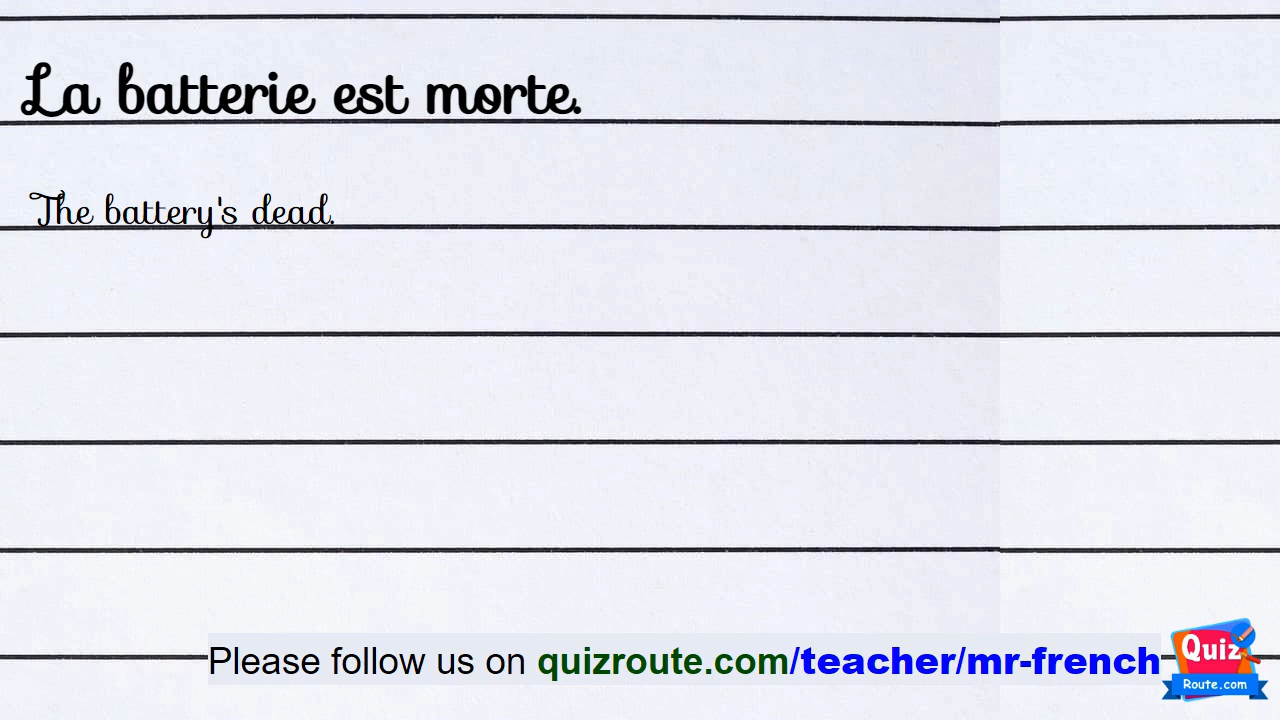 La batterie est morte.
The battery's dead.
Please follow us on quizroute.com/teacher/mr-french
Quiz
Route.com